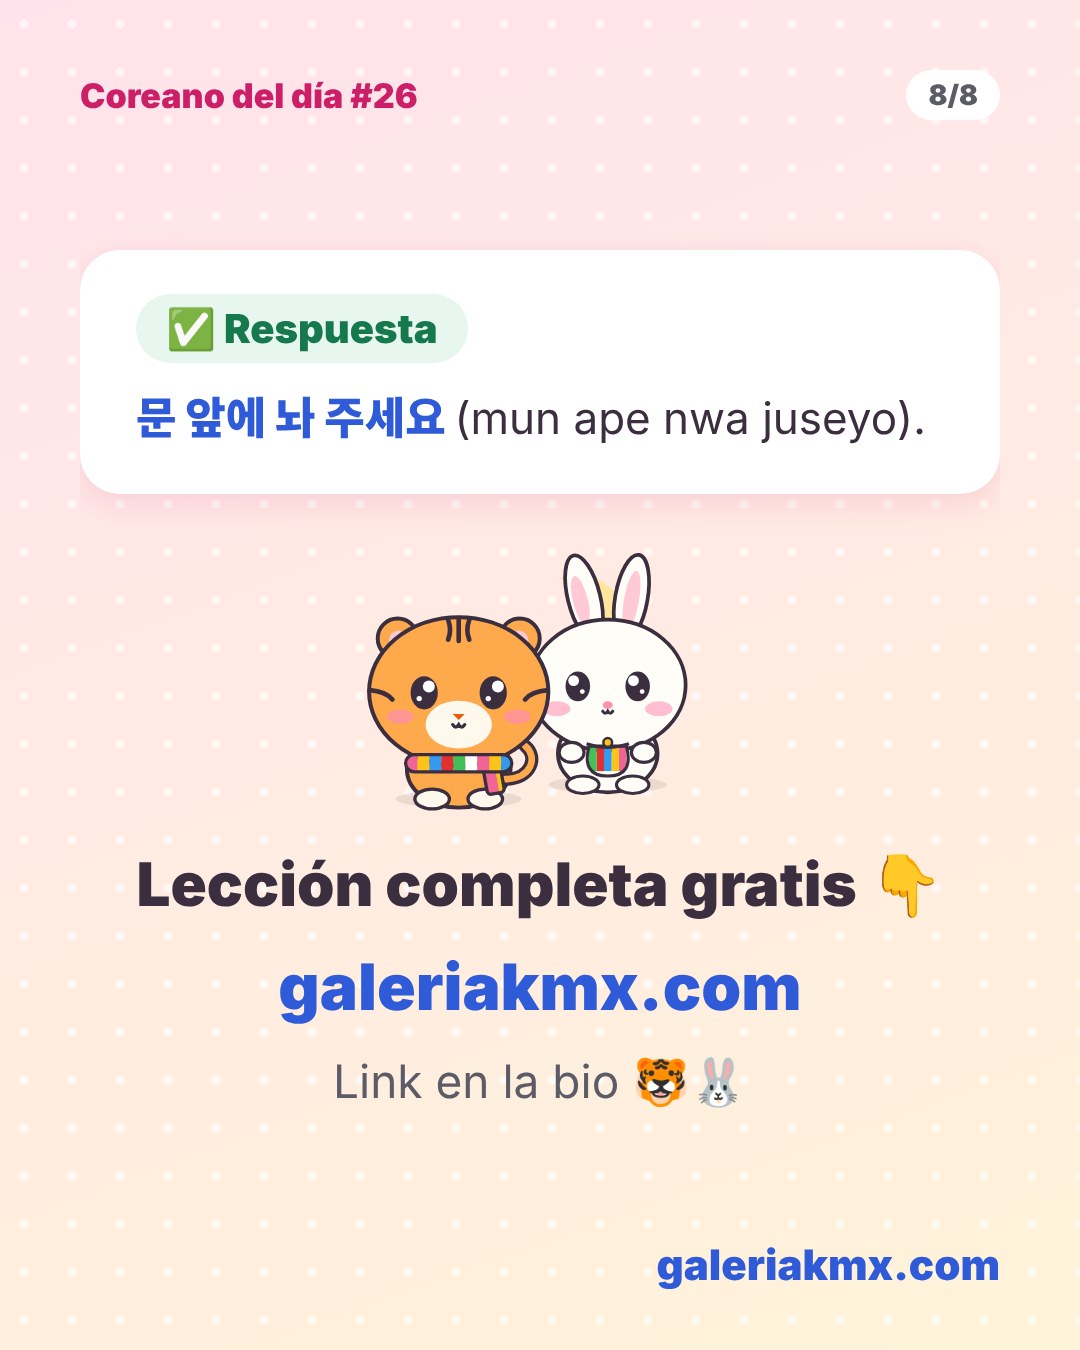 Coreano del día #26
8/8
✅ Respuesta
문 앞에 놔 주세요 (mun ape nwa juseyo).
Lección completa gratis 👇
galeriakmx.com
Link en la bio 🐯🐰
galeriakmx.com